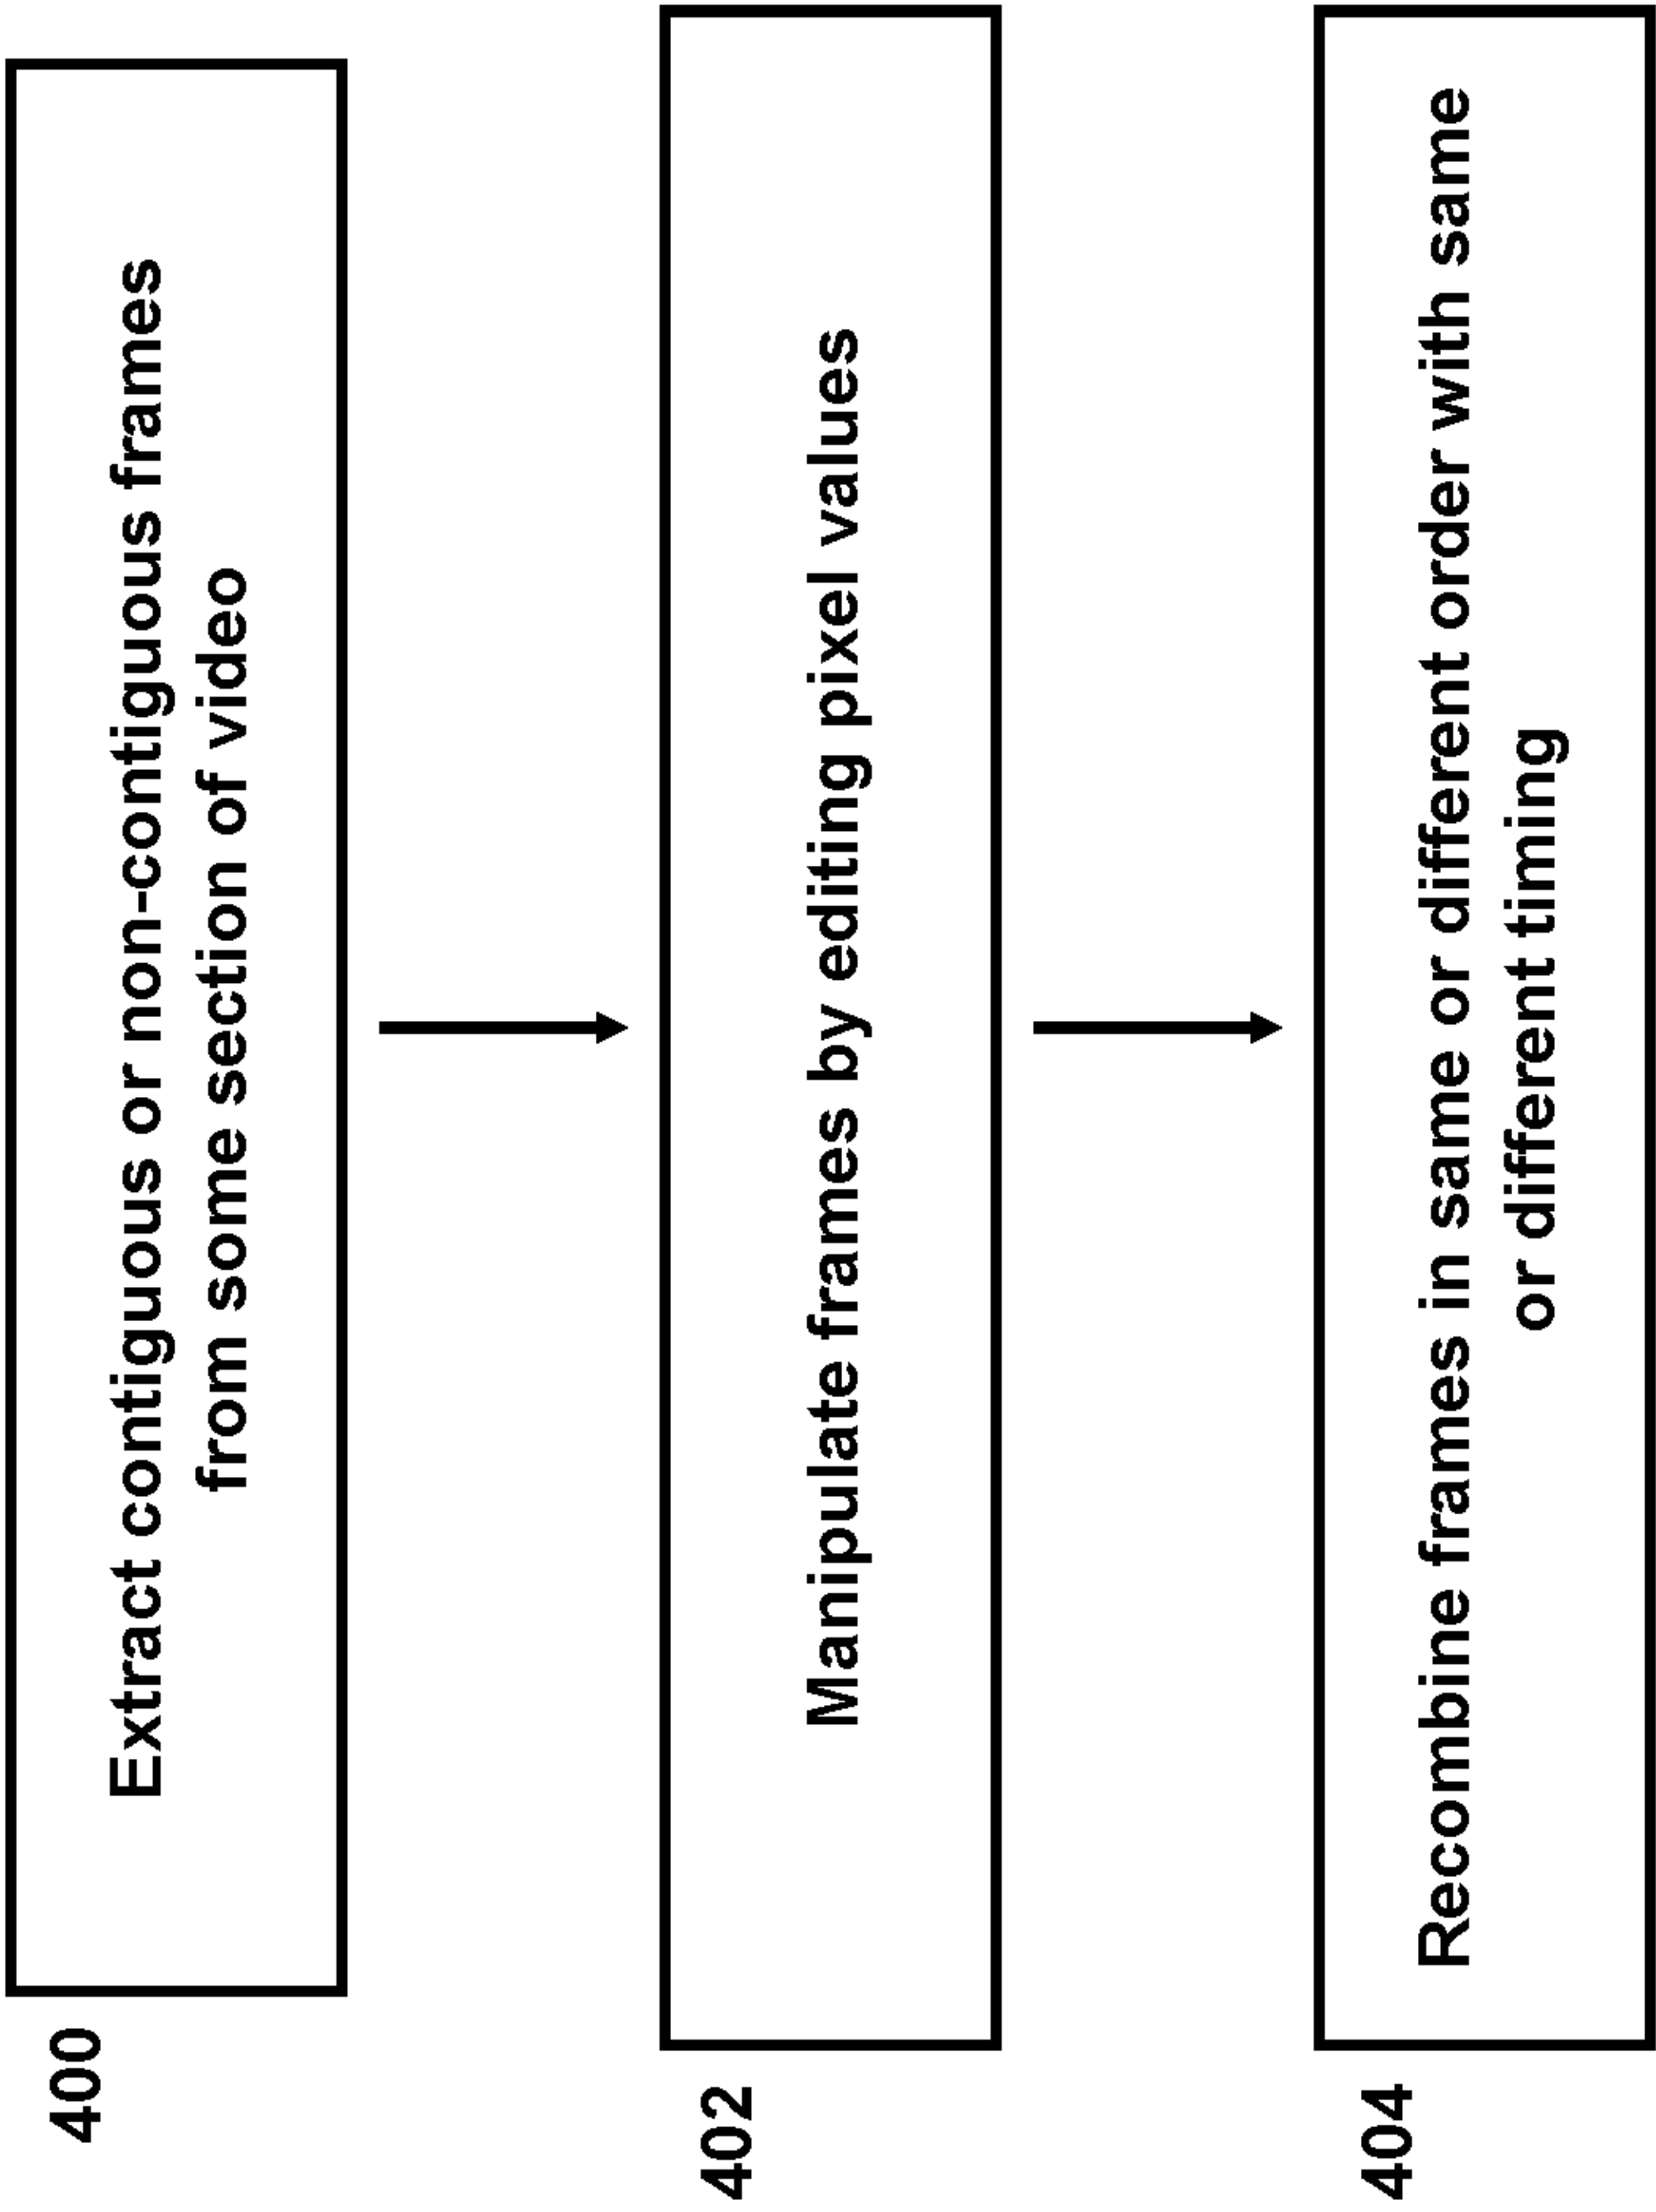 400
Extract contiguous or non-contiguous frames
from some section of video
402
Manipulate frames by editing pixel values
404
Recombine frames in same or different order with same
or different timing